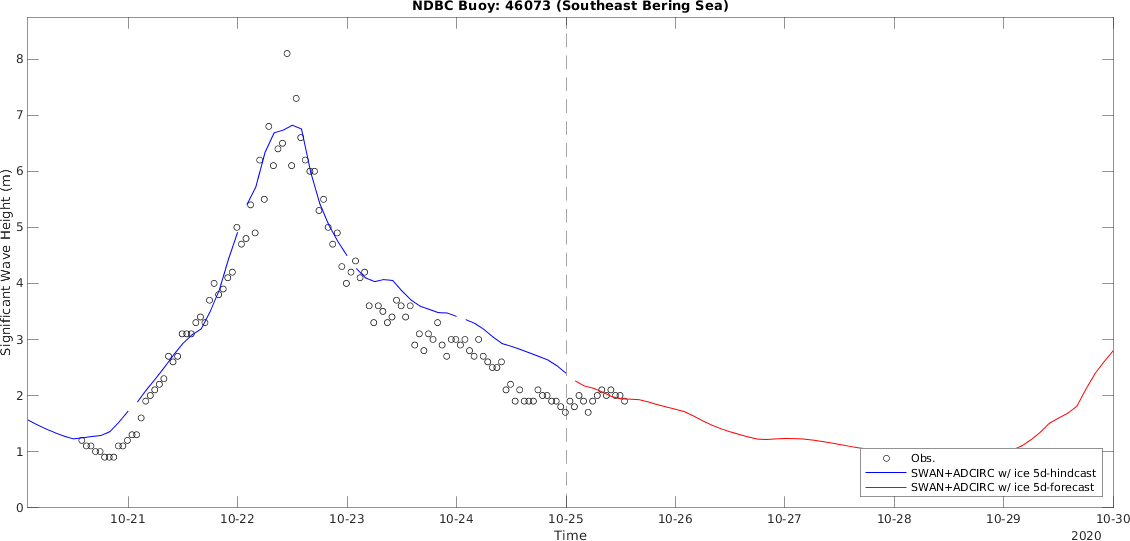 NDBC Buoy: 46073 (Southeast Bering Sea)
Significant Wave Height (m)
8
7
6
5
4
3
2
1
0
Obs.
SWAN+ADCIRC w/ ice 5d-hindcast
SWAN+ADCIRC w/ ice 5d-forecast
10-21 10-22 10-23 10-24 10-25 10-26 10-27 10-28 10-29 10-30
Time
2020